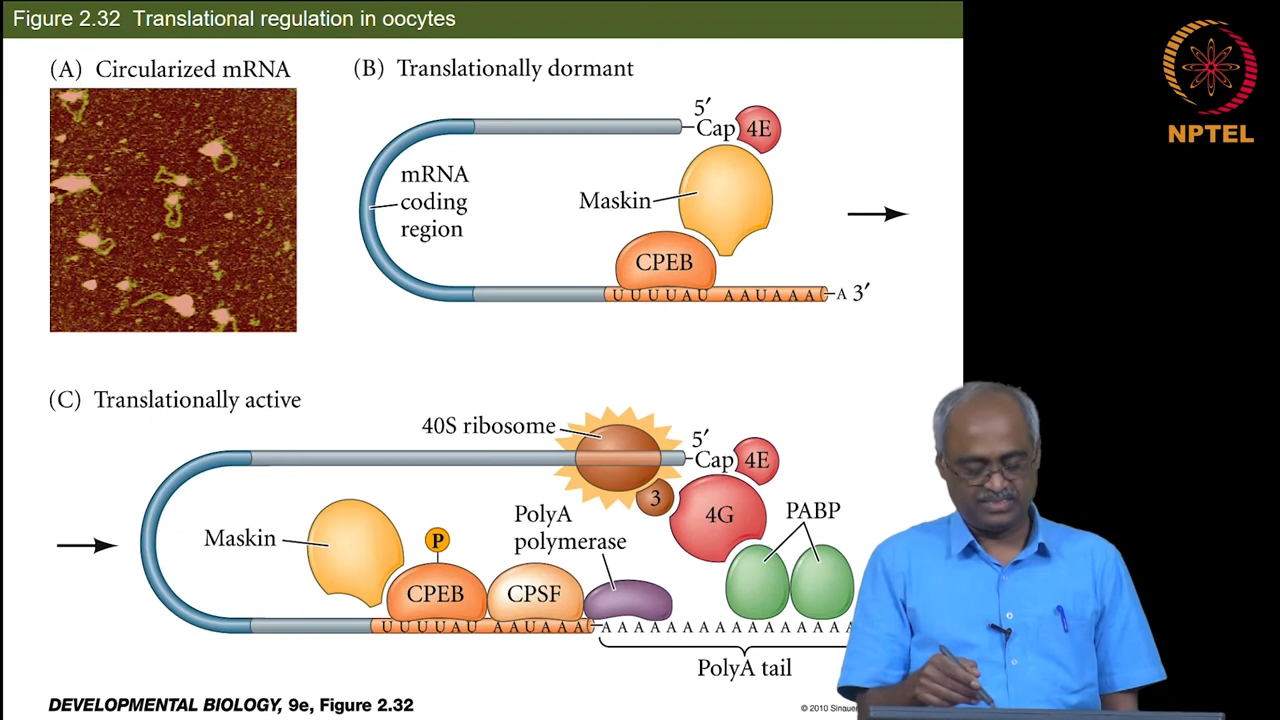 Figure 2.32 Translational regulation in oocytes
NPTEL
(A) Circularized mRNA
(B) Translationally dormant
5′
Cap
4E
mRNA
coding
region
Maskin
CPEB
U U U U A U A A U A A A
A 3′
(C) Translationally active
40S ribosome
5′
Cap
4E
3
4G
PABP
PolyA
polymerase
Maskin
P
CPEB
CPSF
U U U U A U A A U A A A U
A A A A A A A A A A A A A A A A
PolyA tail
DEVELOPMENTAL BIOLOGY, 9e, Figure 2.32
© 2010 Sinauer